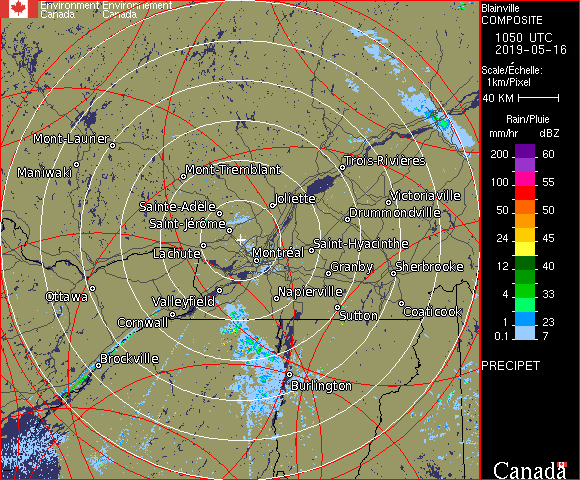 Environment Environnement
Canada Canada
Blainville
COMPOSITE
1050 UTC
2019-05-16
Scale/Échelle:
1km/Pixel
40 KM
Rain/Pluie
mm/hr dBZ
200 60
150 57
100 55
50 50
24 45
12 40
4 33
1 23
0.1 7
PRECIPET
Mont-Laurier
Maniwaki
Mont-Tremblant
Trois-Rivières
Joliette
Victoriaville
Sainte-Adèle
Drummondville
Saint-Jérôme
Saint-Hyacinthe
Lachute
Montréal
Granby
Sherbrooke
Ottawa
Valleyfield
Napierville
Sutton
Coaticook
Cornwall
Brockville
Burlington
Canada